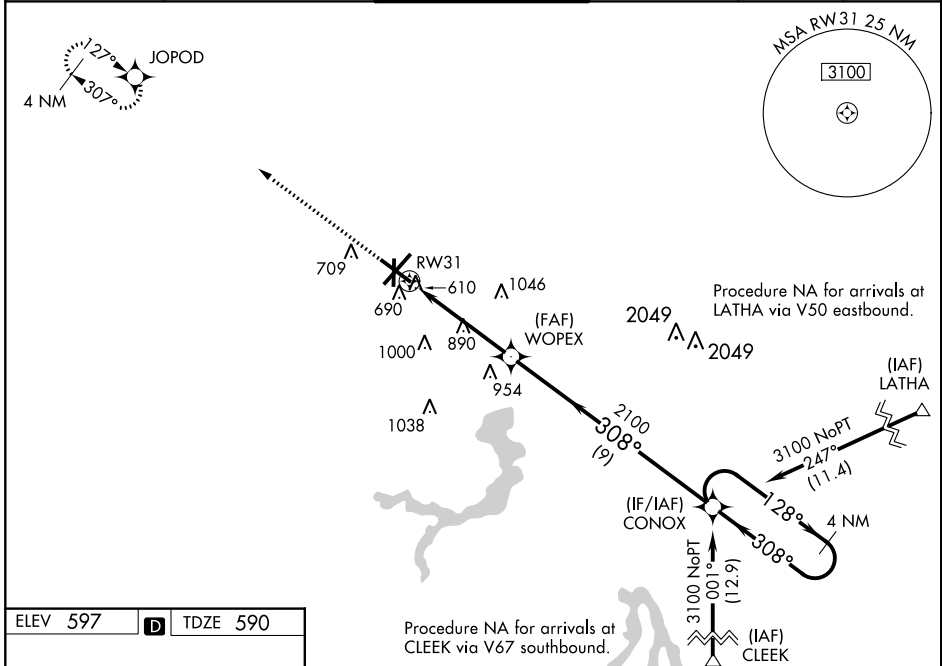 MSA RW31 25 NM
3100
127°
JOPOD
307°
4 NM
709
RW31
610
690
1046
Procedure NA for arrivals at
LATHA via V50 eastbound.
(FAF)
WOPEX
2049
2049
1000
890
954
1038
(IAF)
LATHA
2100
308°
(9)
3100 NoPT
247°
(11.4)
(IF/IAF)
CONOX
128°
4 NM
308°
3100 NoPT
001°
(12.9)
ELEV 597 D TDZE 590
Procedure NA for arrivals at
CLEEK via V67 southbound.
(IAF)
CLEEK